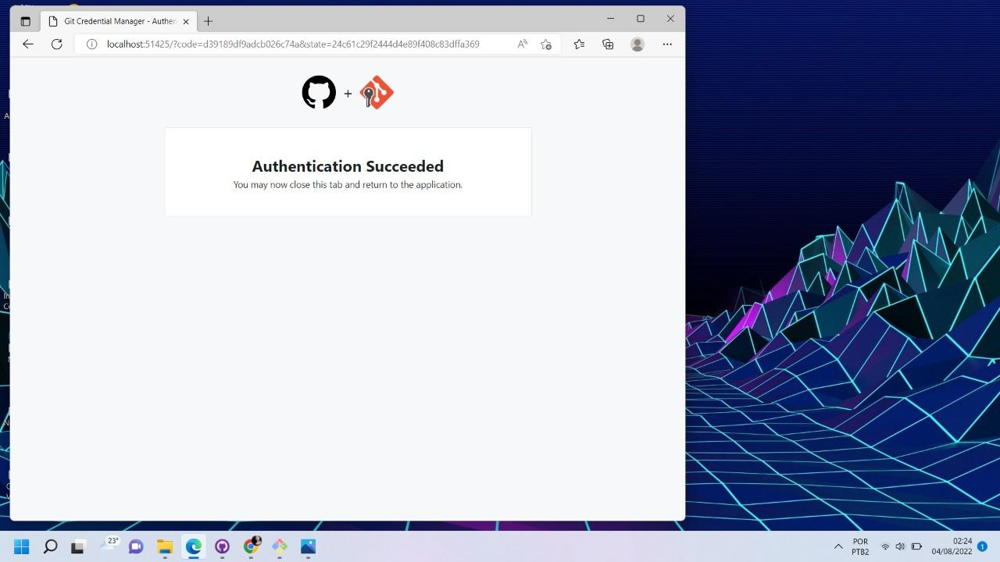 Git Credential Manager - Authen
localhost:51425/?code=d39189df9adcb026c74a&state=24c61c29f2444d4e89f408c83dffa369
+
Authentication Succeeded
You may now close this tab and return to the application.
23°
POR
PTB2
02:24
04/08/2022
1